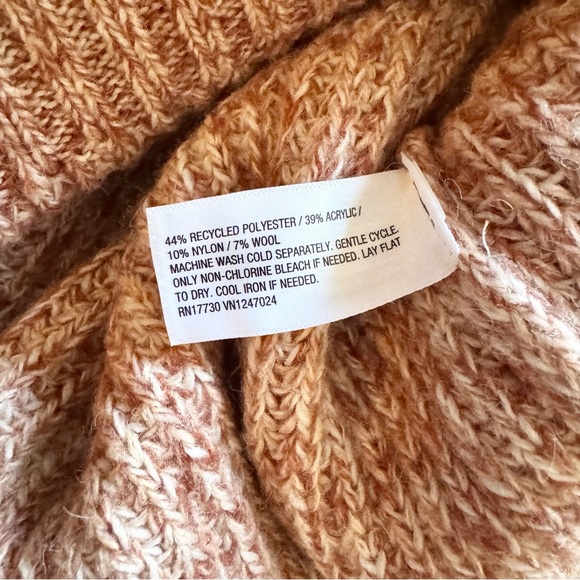 44% RECYCLED POLYESTER / 39% ACRYLIC /
10% NYLON / 7% WOOL
MACHINE WASH COLD SEPARATELY. GENTLE CYCLE.
ONLY NON-CHLORINE BLEACH IF NEEDED. LAY FLAT
TO DRY. COOL IRON IF NEEDED.
RN17730 VN1247024